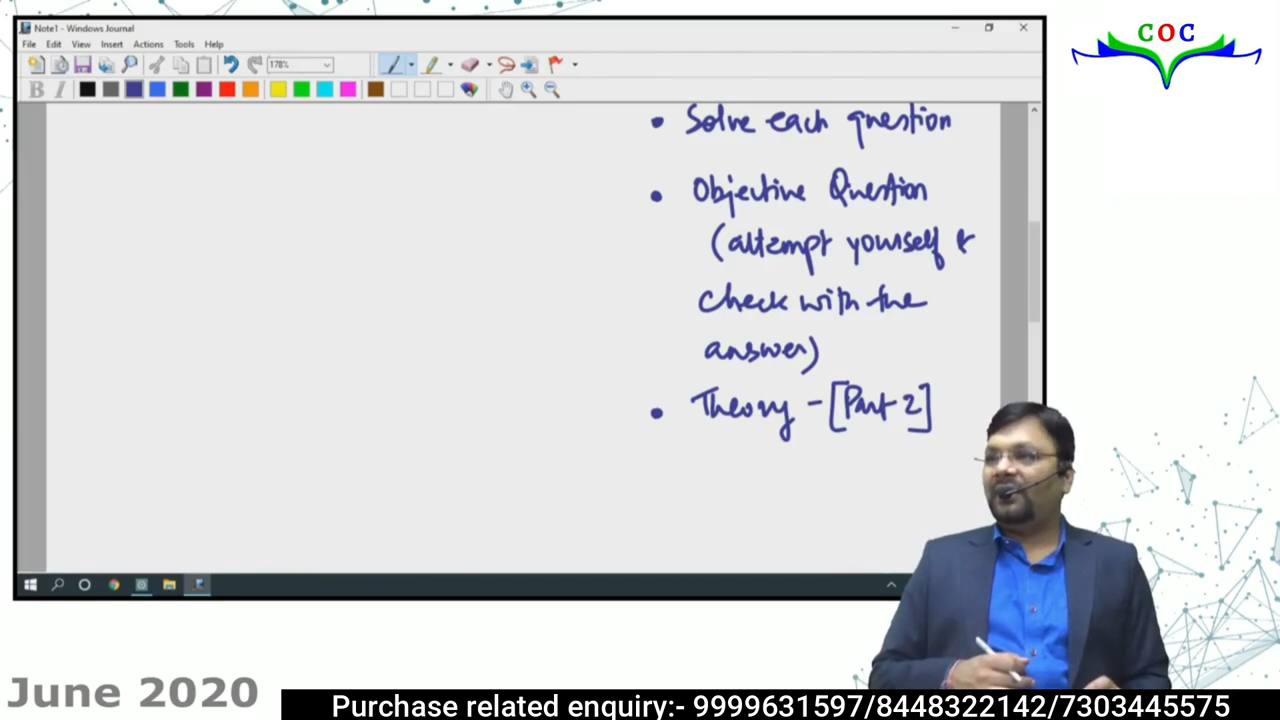 Note1 - Windows Journal
COC
File Edit View Insert Actions Tools Help
178%
B I
• Solve each question
• Objective Question
(attempt yourself &
check with the
answer)
• Theory - [Part 2]
June 2020
Purchase related enquiry:- 9999631597/8448322142/7303445575